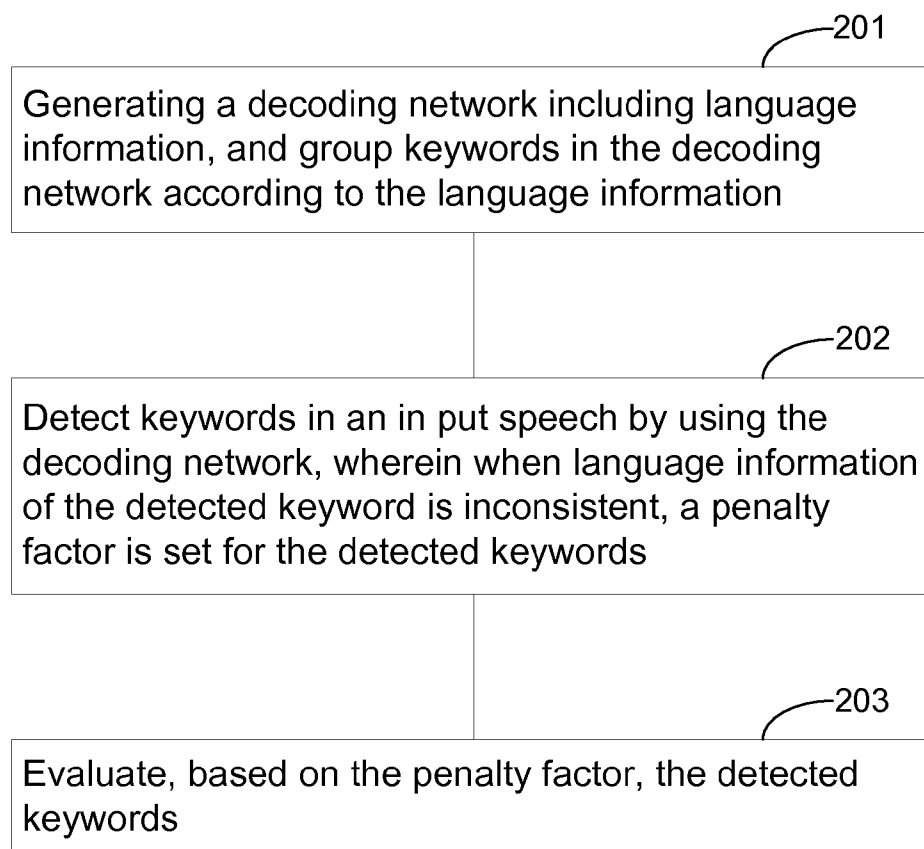 201
Generating a decoding network including language
information, and group keywords in the decoding
network according to the language information
202
Detect keywords in an in put speech by using the
decoding network, wherein when language information
of the detected keyword is inconsistent, a penalty
factor is set for the detected keywords
203
Evaluate, based on the penalty factor, the detected
keywords